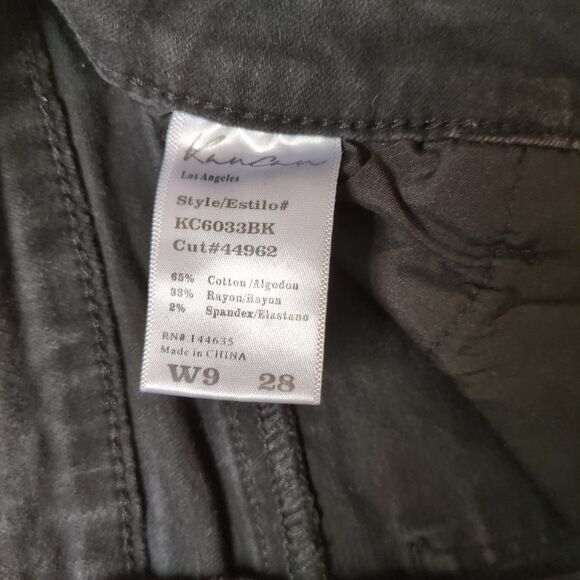 Kancan
Los Angeles
Style/Estilo#
KC6033BK
Cut#44962
65% Cotton/Algodon
33% Rayon/Rayon
2% Spandex/Elastano
RN# 144635
Made in CHINA
W9 28